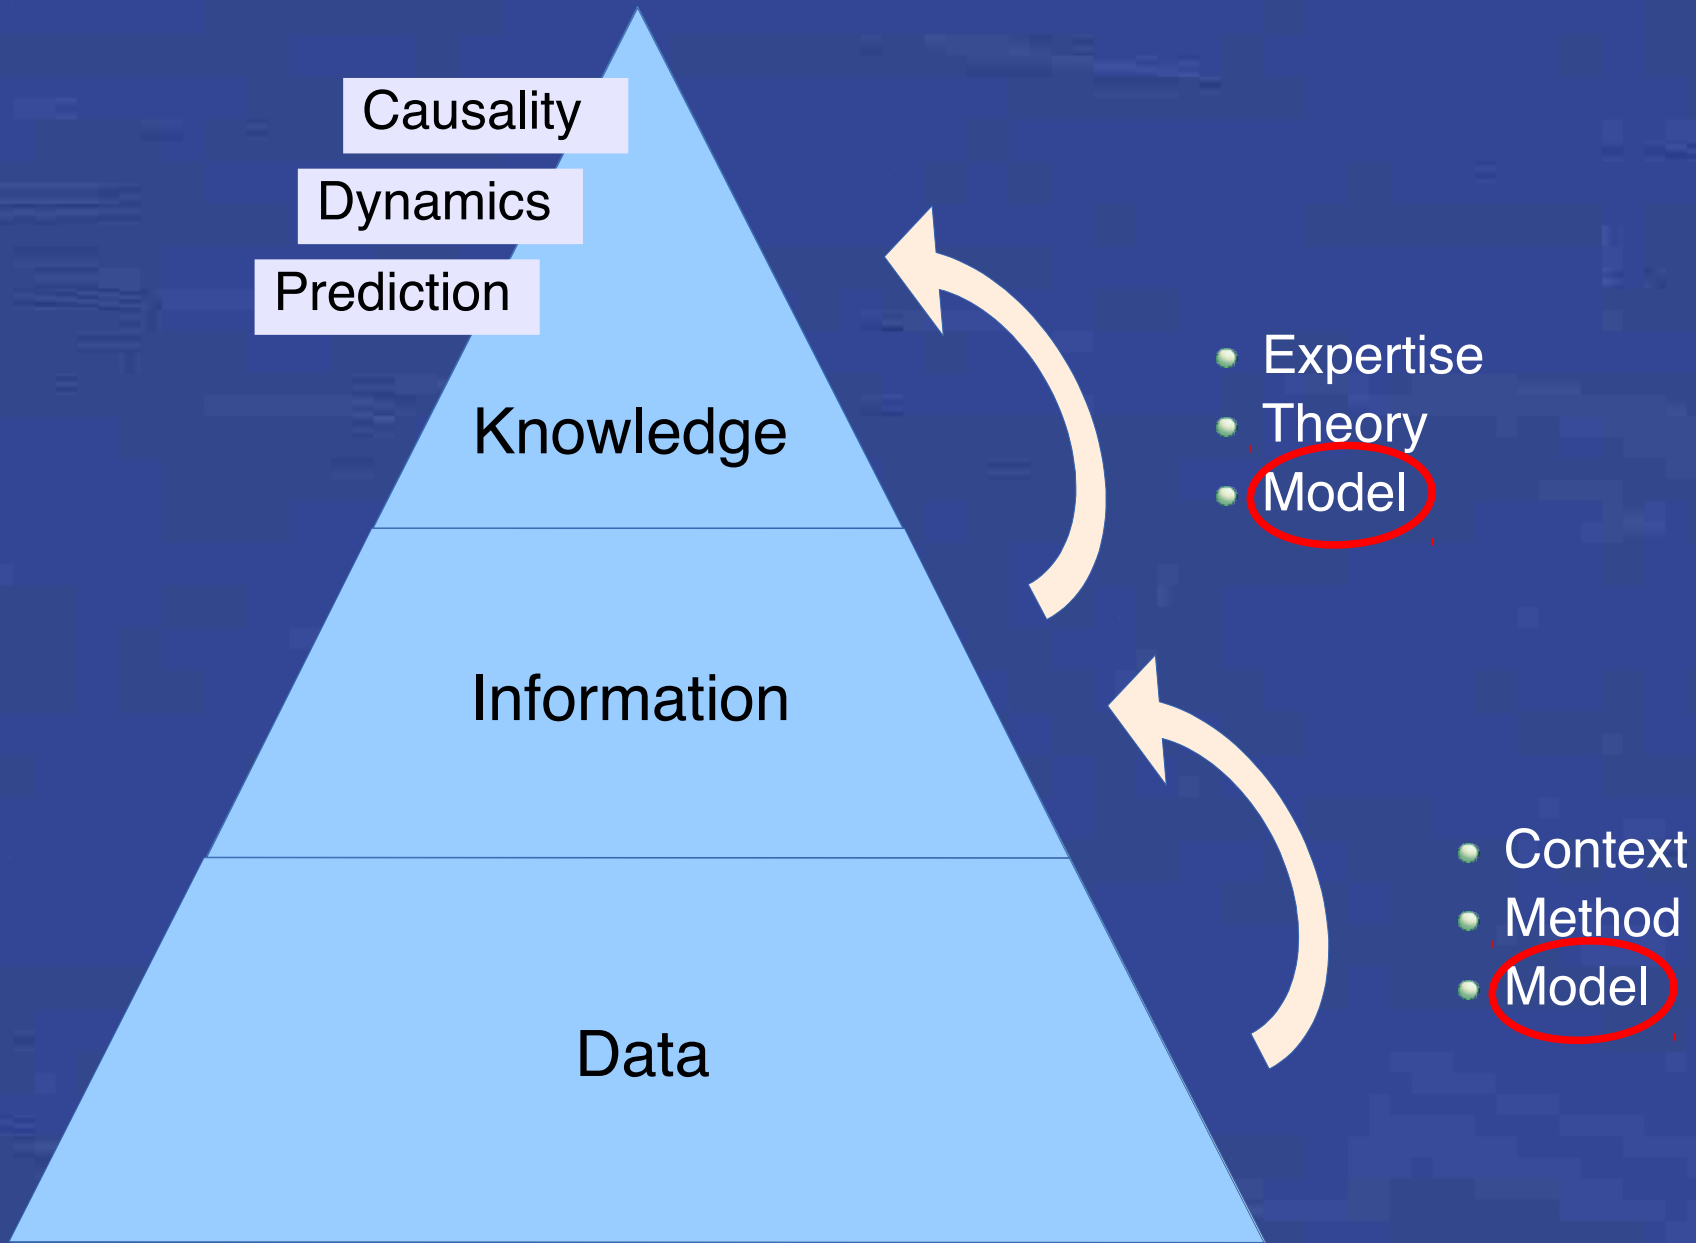 Causality
Dynamics
Prediction
Knowledge
Expertise
Theory
Model
Information
Context
Method
Model
Data